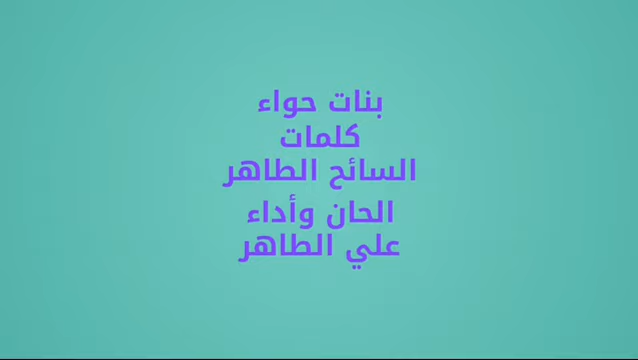 بنات حواء
كلمات
السائح الطاهر
الحان وأداء
علي الطاهر